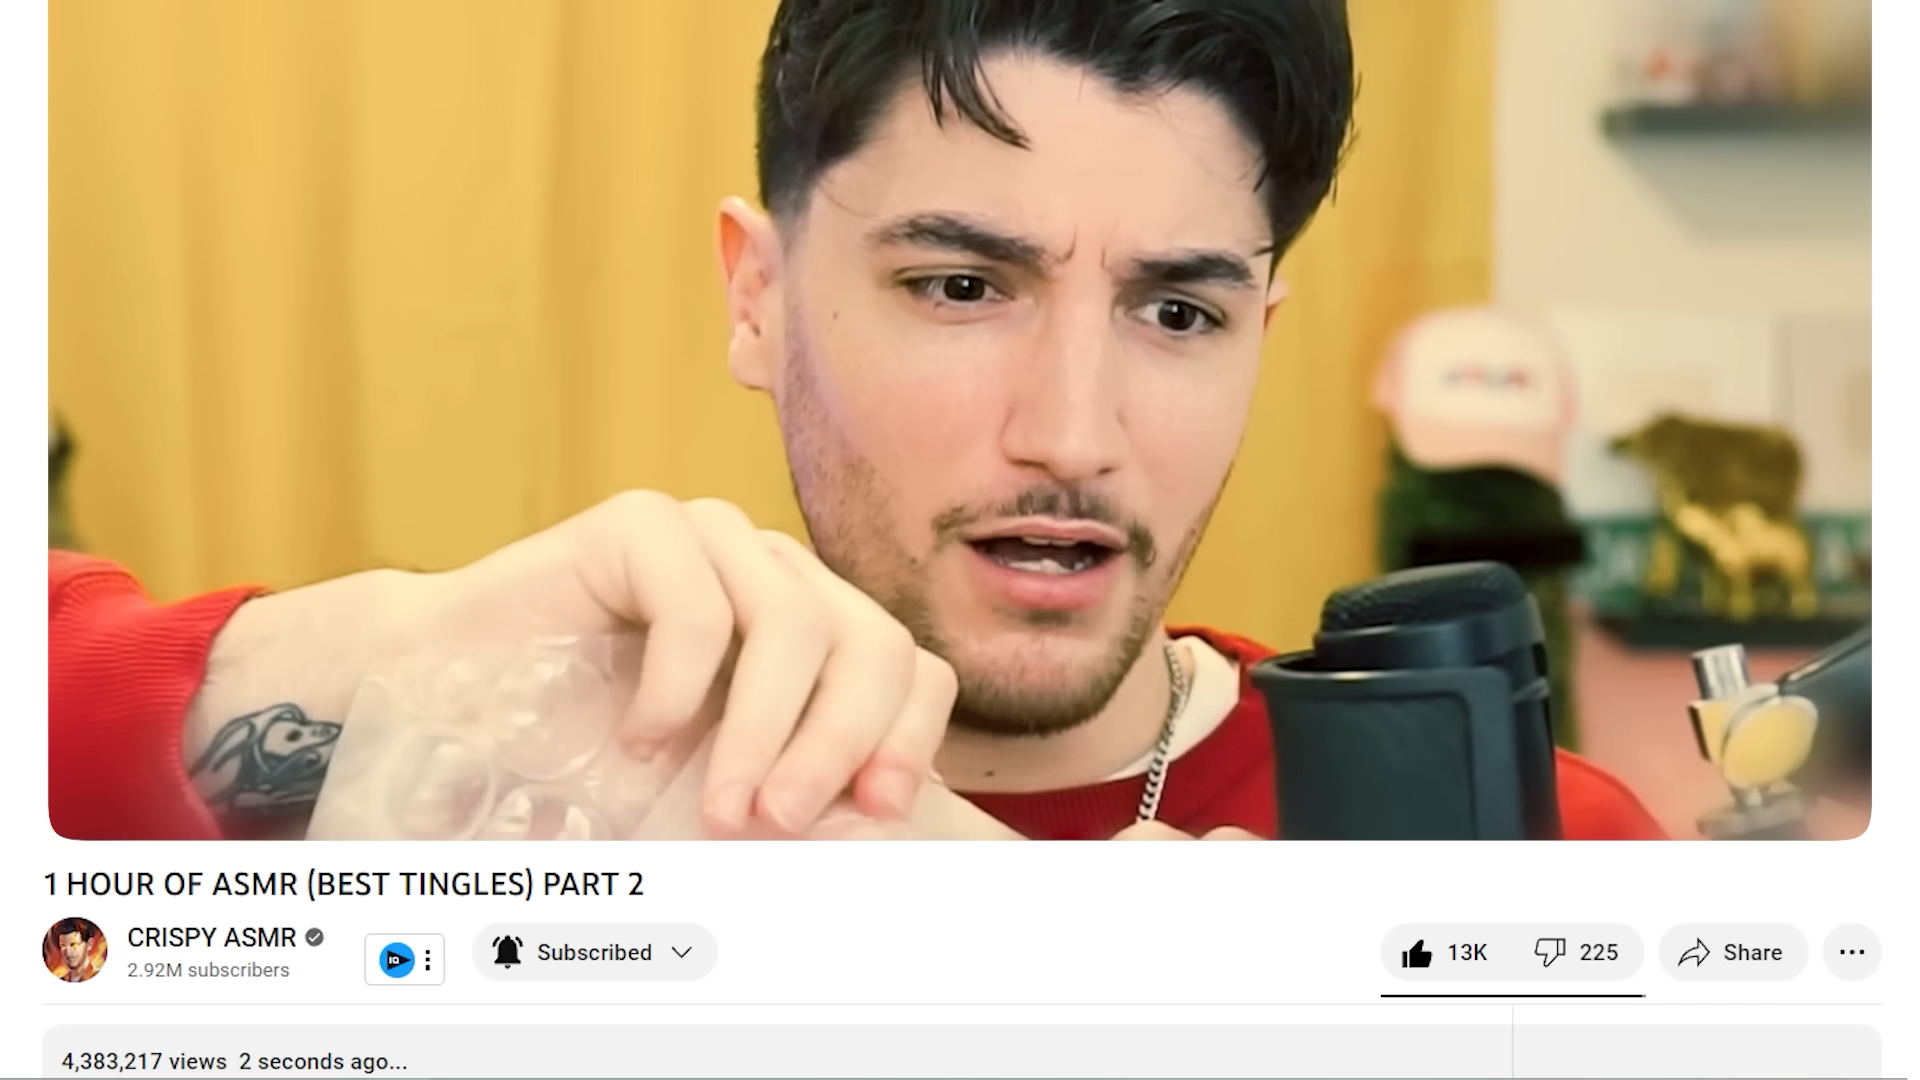 1 HOUR OF ASMR (BEST TINGLES) PART 2
CRISPY ASMR
2.92M subscribers
IQ
Subscribed
13K
225
Share
4,383,217 views 2 seconds ago...